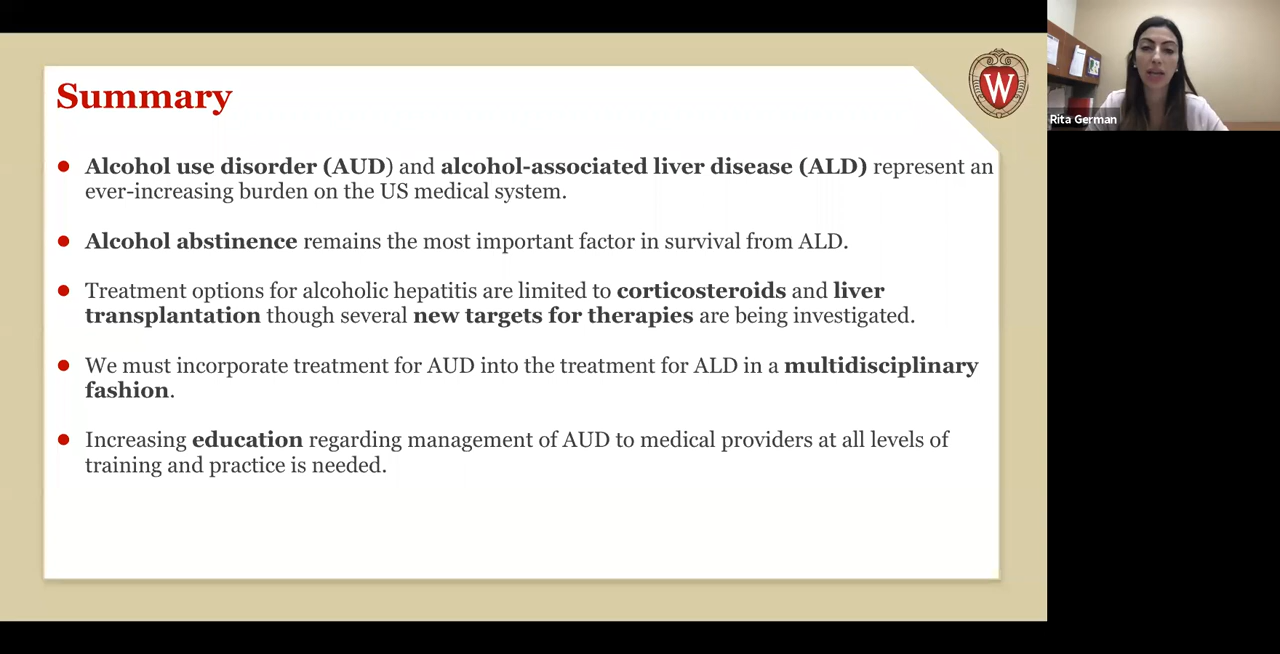 Summary
W
Rita German
● Alcohol use disorder (AUD) and alcohol-associated liver disease (ALD) represent an
ever-increasing burden on the US medical system.
● Alcohol abstinence remains the most important factor in survival from ALD.
● Treatment options for alcoholic hepatitis are limited to corticosteroids and liver
transplantation though several new targets for therapies are being investigated.
● We must incorporate treatment for AUD into the treatment for ALD in a multidisciplinary
fashion.
● Increasing education regarding management of AUD to medical providers at all levels of
training and practice is needed.